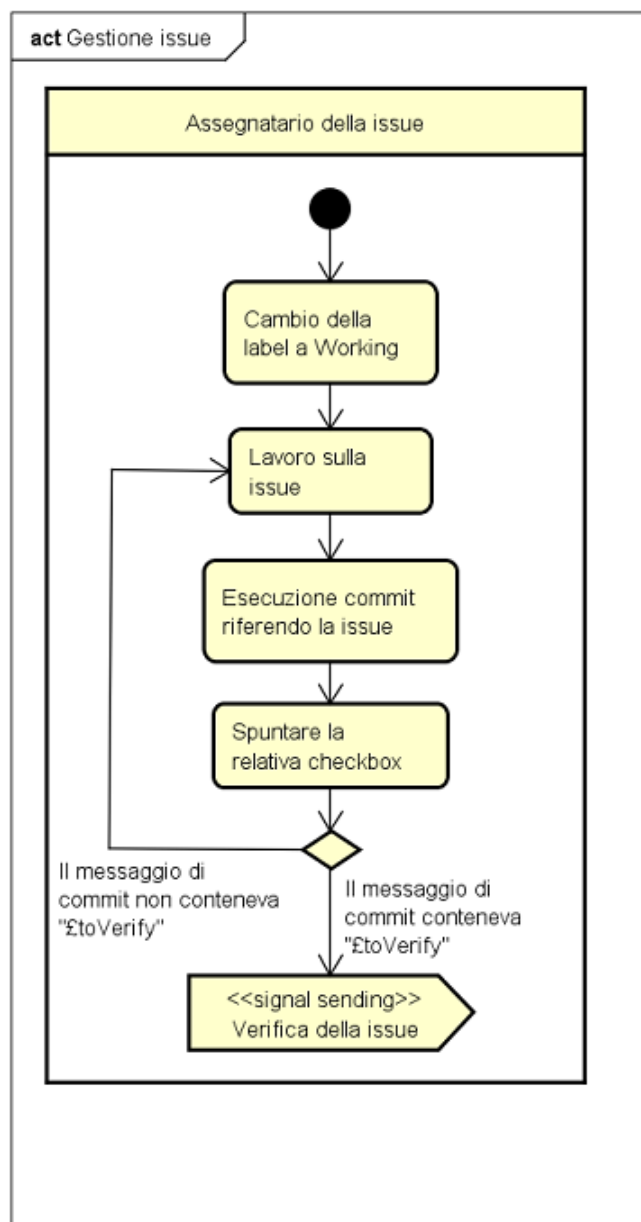 act Gestione issue
Assegnatario della issue
Cambio della
label a Working
Lavoro sulla
issue
Esecuzione commit
riferendo la issue
Spuntare la
relativa checkbox
Il messaggio di
commit non conteneva
"£toVerify"
Il messaggio di
commit conteneva
"£toVerify"
<<signal sending>>
Verifica della issue